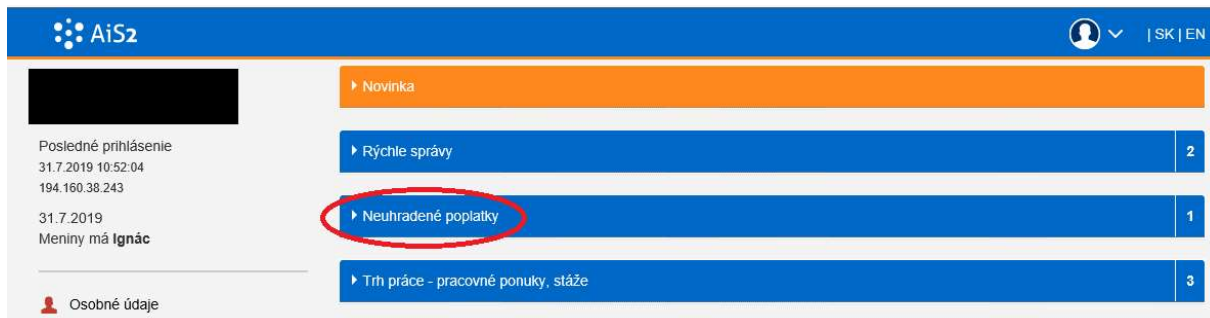 AiS2
| SK | EN
Posledné prihlásenie
31.7.2019 10:52:04
194.160.38.243
31.7.2019
Meniny má Ignác
Osobné údaje
Novinka
Rýchle správy 2
Neuhradené poplatky 1
Trh práce - pracovné ponuky, stáže 3